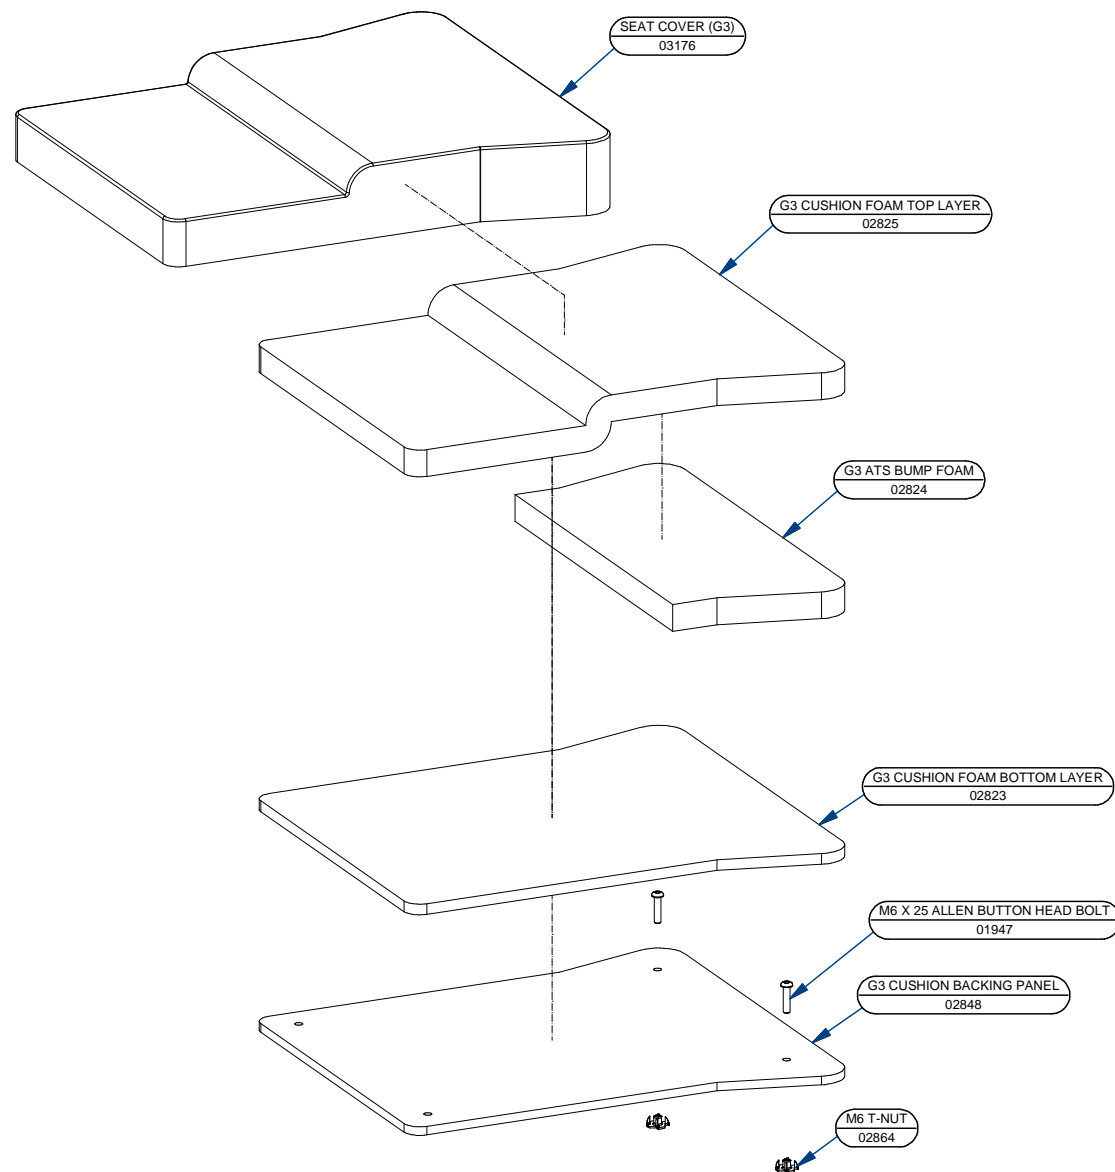 SEAT COVER (G3)
03176
G3 CUSHION FOAM TOP LAYER
02825
G3 ATS BUMP FOAM
02824
G3 CUSHION FOAM BOTTOM LAYER
02823
M6 X 25 ALLEN BUTTON HEAD BOLT
01947
G3 CUSHION BACKING PANEL
02848
M6 T-NUT
02864